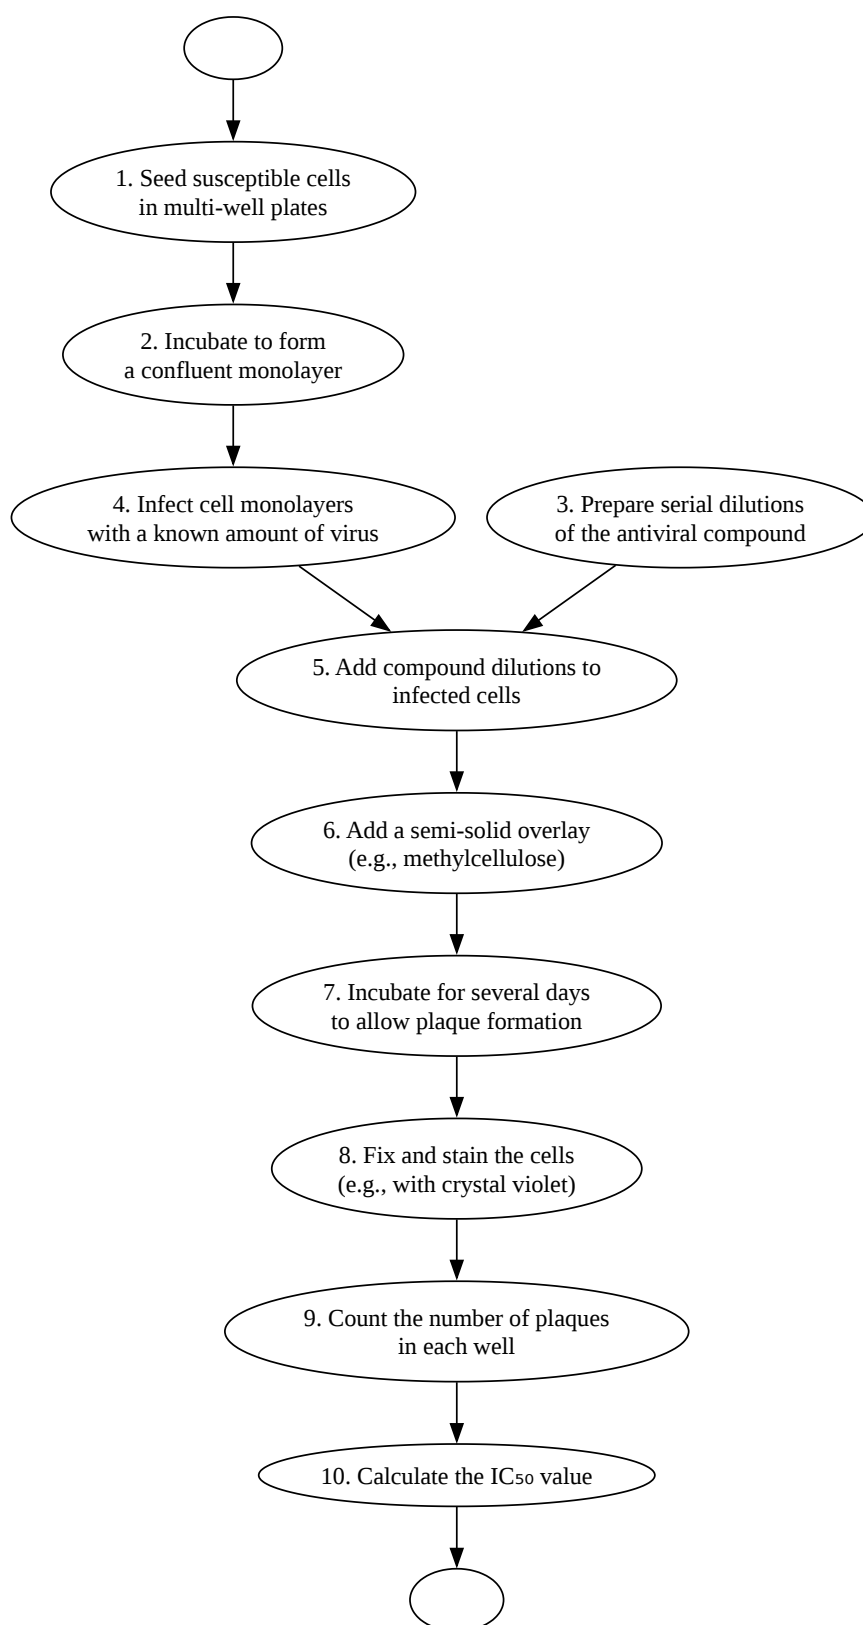 1. Seed susceptible cells
in multi-well plates
2. Incubate to form
a confluent monolayer
4. Infect cell monolayers
with a known amount of virus
3. Prepare serial dilutions
of the antiviral compound
5. Add compound dilutions to
infected cells
6. Add a semi-solid overlay
(e.g., methylcellulose)
7. Incubate for several days
to allow plaque formation
8. Fix and stain the cells
(e.g., with crystal violet)
9. Count the number of plaques
in each well
10. Calculate the IC₅₀ value